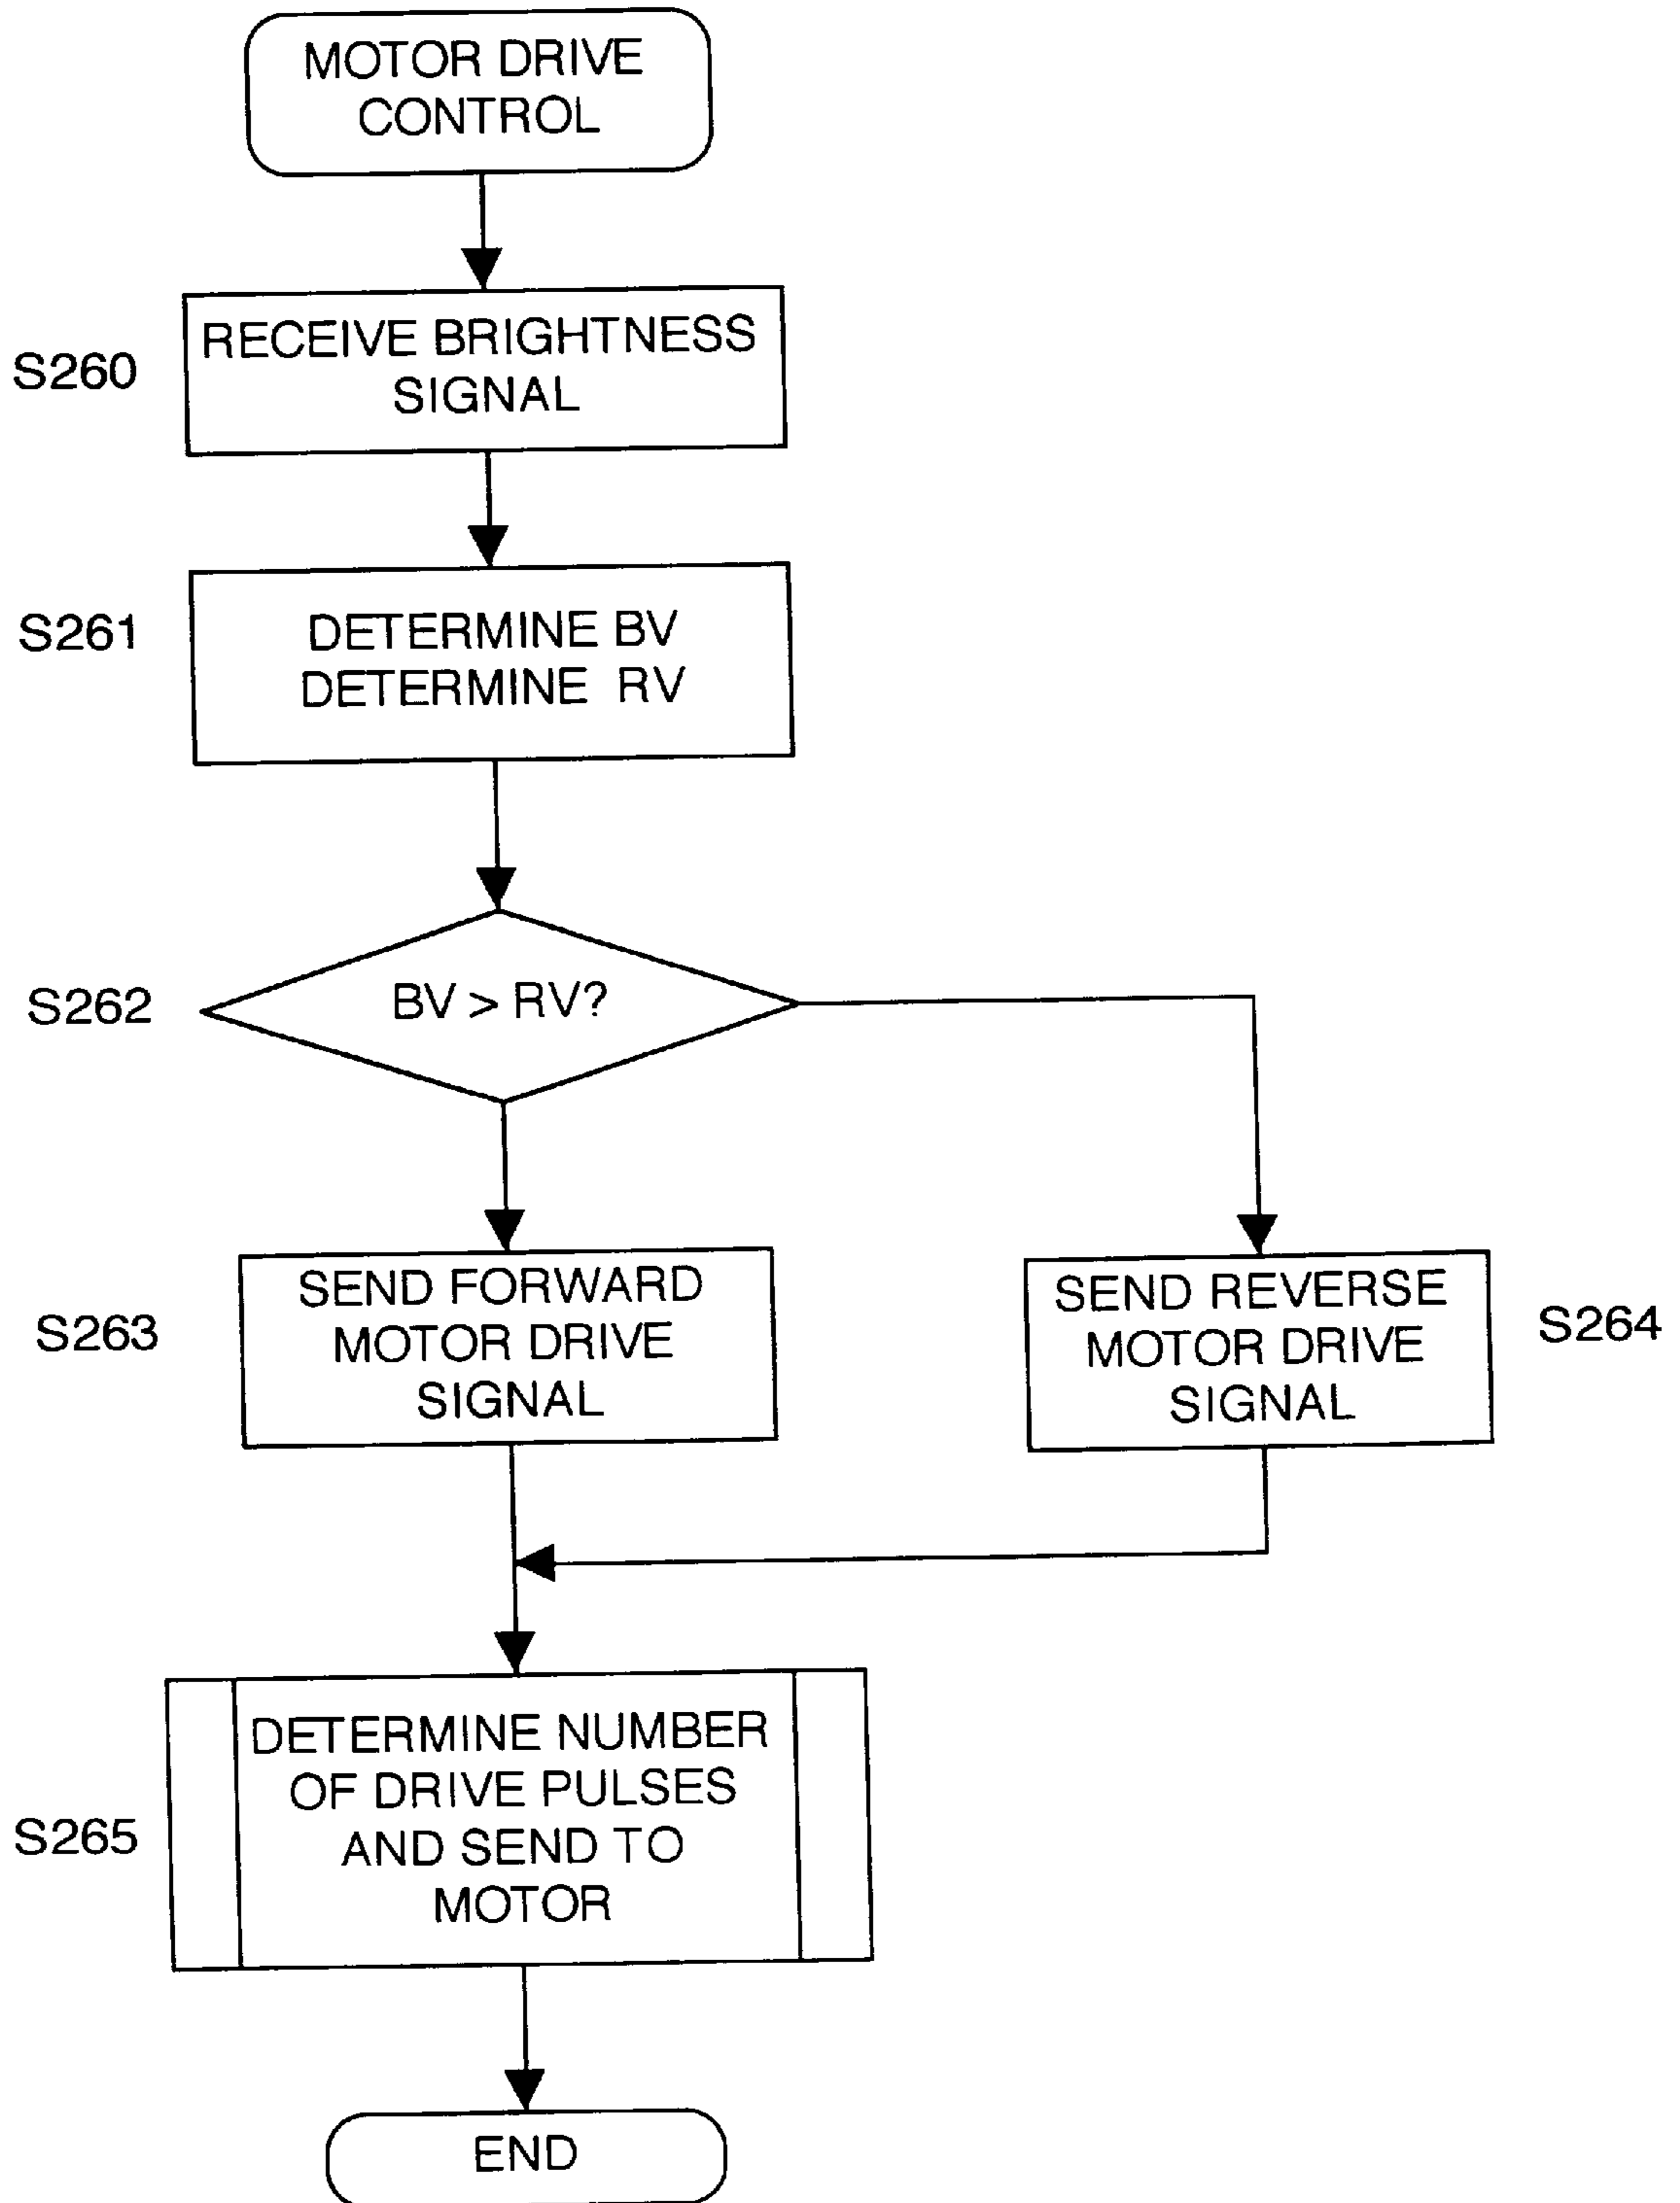 MOTOR DRIVE
CONTROL
S260
RECEIVE BRIGHTNESS
SIGNAL
S261
DETERMINE BV
DETERMINE RV
S262
BV > RV?
S263
SEND FORWARD
MOTOR DRIVE
SIGNAL
SEND REVERSE
MOTOR DRIVE
SIGNAL
S264
S265
DETERMINE NUMBER
OF DRIVE PULSES
AND SEND TO
MOTOR
END